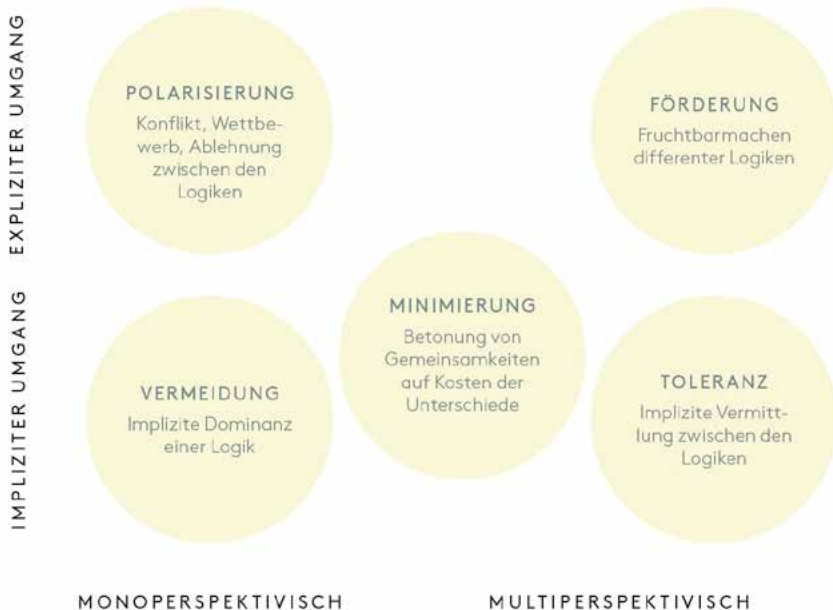 EXPLIZITER UMGANG
POLARISIERUNG
Konflikt, Wettbe-
werb, Ablehnung
zwischen den
Logiken
FÖRDERUNG
Fruchtbarmachen
differenter Logiken
IMPLIZITER UMGANG
MINIMIERUNG
Betonung von
Gemeinsamkeiten
auf Kosten der
Unterschiede
VERMEIDUNG
Implizite Dominanz
einer Logik
TOLERANZ
Implizite Vermitt-
lung zwischen den
Logiken
MONOPERSPEKTIVISCH
MULTIPERSPEKTIVISCH